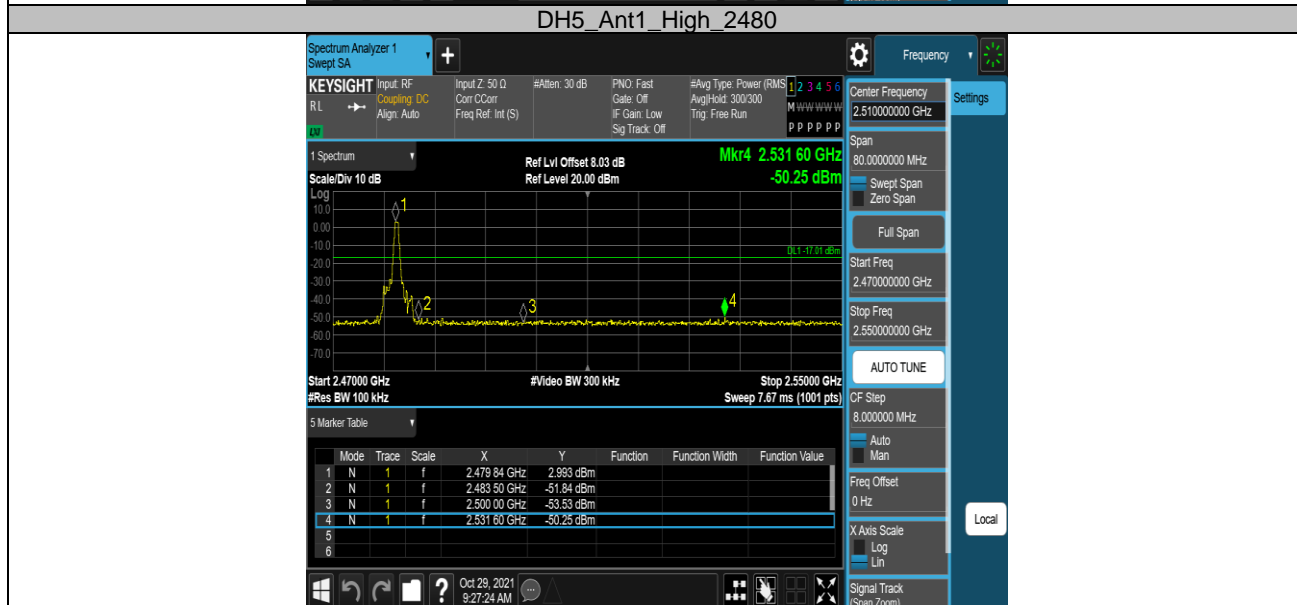 DH5_Ant1_High_2480
Spectrum Analyzer 1
Swept SA
Frequency
KEYSIGHT
RL
LXI
Input: RF
Coupling: DC
Align: Auto
Input Z: 50 Ω
Corr CCorr
Freq Ref: Int (S)
#Atten: 30 dB
PNO: Fast
Gate: Off
IF Gain: Low
Sig Track: Off
#Avg Type: Power (RMS
Avg|Hold: 300/300
Trig: Free Run
1 2 3 4 5 6
M W W W W W
P P P P P P
Center Frequency
2.510000000 GHz
Settings
Span
80.0000000 MHz
Swept Span
Zero Span
Full Span
Start Freq
2.470000000 GHz
Stop Freq
2.550000000 GHz
AUTO TUNE
CF Step
8.000000 MHz
Auto
Man
Freq Offset
0 Hz
X Axis Scale
Log
Lin
Local
Signal Track
(Span Zoom)
1 Spectrum
Scale/Div 10 dB
Ref Lvl Offset 8.03 dB
Ref Level 20.00 dBm
Mkr4 2.531 60 GHz
-50.25 dBm
Log
10.0
0.00
-10.0
-20.0
-30.0
-40.0
-50.0
-60.0
-70.0
1
2
3
4
DL1 -17.01 dBm
Start 2.47000 GHz
#Video BW 300 kHz
Stop 2.55000 GHz
#Res BW 100 kHz
Sweep 7.67 ms (1001 pts)
5 Marker Table
Mode Trace Scale X Y Function Function Width Function Value
1 N 1 f 2.479 84 GHz 2.993 dBm
2 N 1 f 2.483 50 GHz -51.84 dBm
3 N 1 f 2.500 00 GHz -53.53 dBm
4 N 1 f 2.531 60 GHz -50.25 dBm
5
6
?
Oct 29, 2021
9:27:24 AM